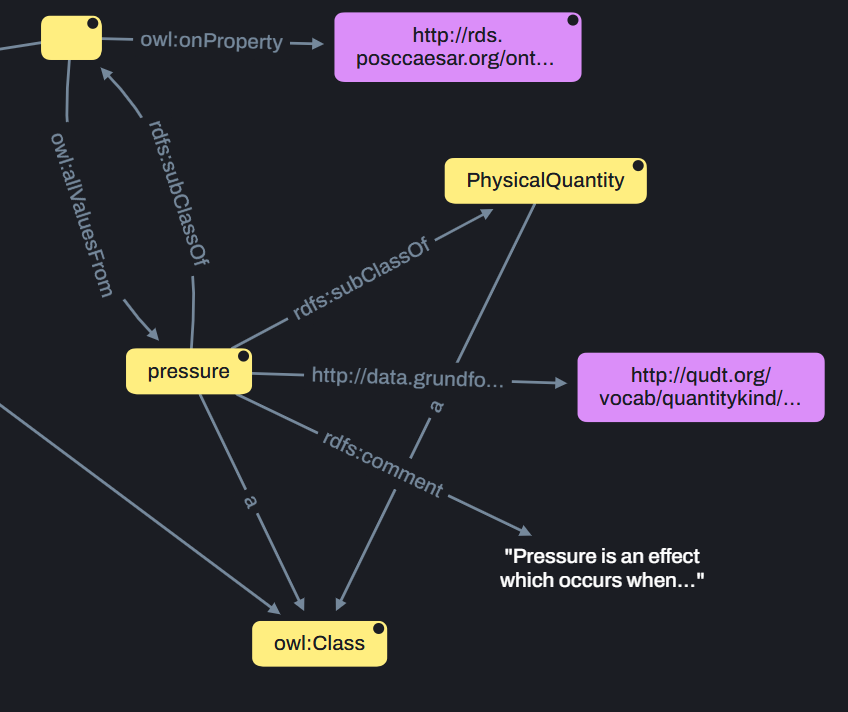 owl:onProperty
http://rds.
posccaesar.org/ont...
owl:allValuesFrom
rdfs:subClassOf
PhysicalQuantity
rdfs:subClassOf
pressure
http://data.grundfo...
http://qudt.org/
vocab/quantitykind/...
a
rdfs:comment
a
"Pressure is an effect
which occurs when..."
owl:Class